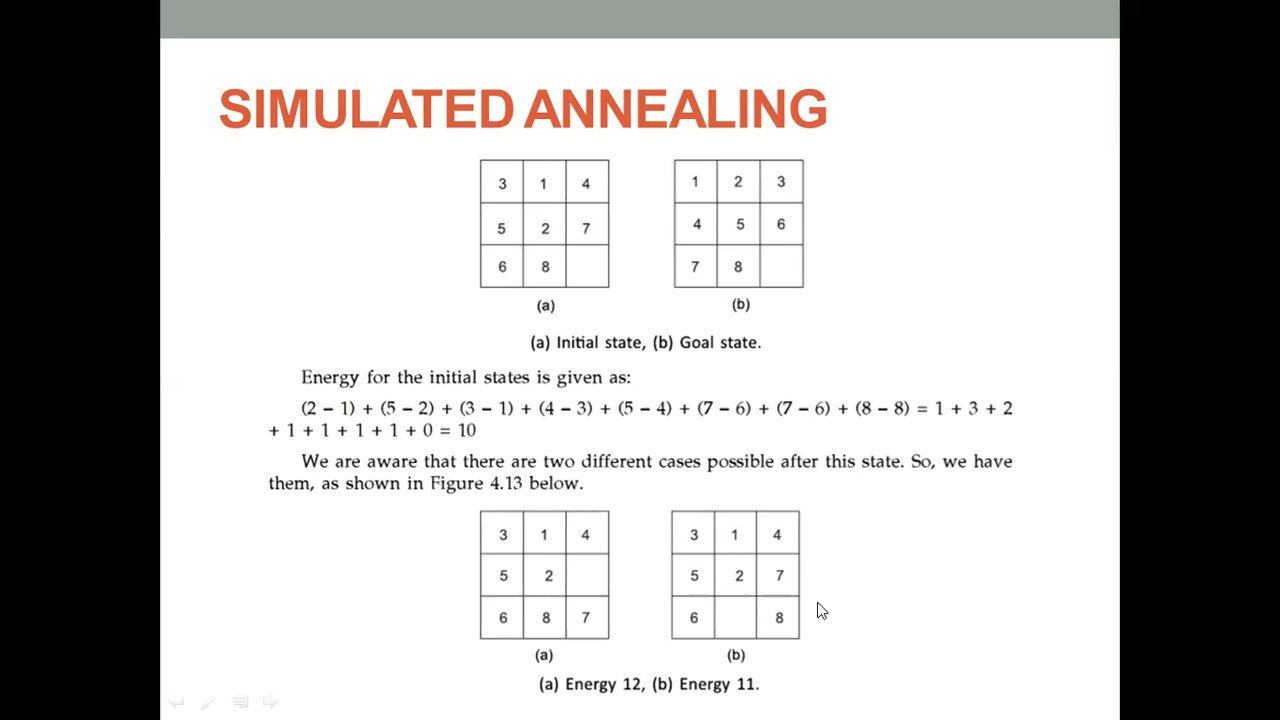 SIMULATED ANNEALING
3 1 4
5 2 7
6 8
(a)
1 2 3
4 5 6
7 8
(b)
(a) Initial state, (b) Goal state.
Energy for the initial states is given as:
(2 – 1) + (5 – 2) + (3 – 1) + (4 – 3) + (5 – 4) + (7 – 6) + (7 – 6) + (8 – 8) = 1 + 3 + 2
+ 1 + 1 + 1 + 1 + 0 = 10
We are aware that there are two different cases possible after this state. So, we have
them, as shown in Figure 4.13 below.
3 1 4
5 2
6 8 7
(a)
3 1 4
5 2 7
6 8
(b)
(a) Energy 12, (b) Energy 11.